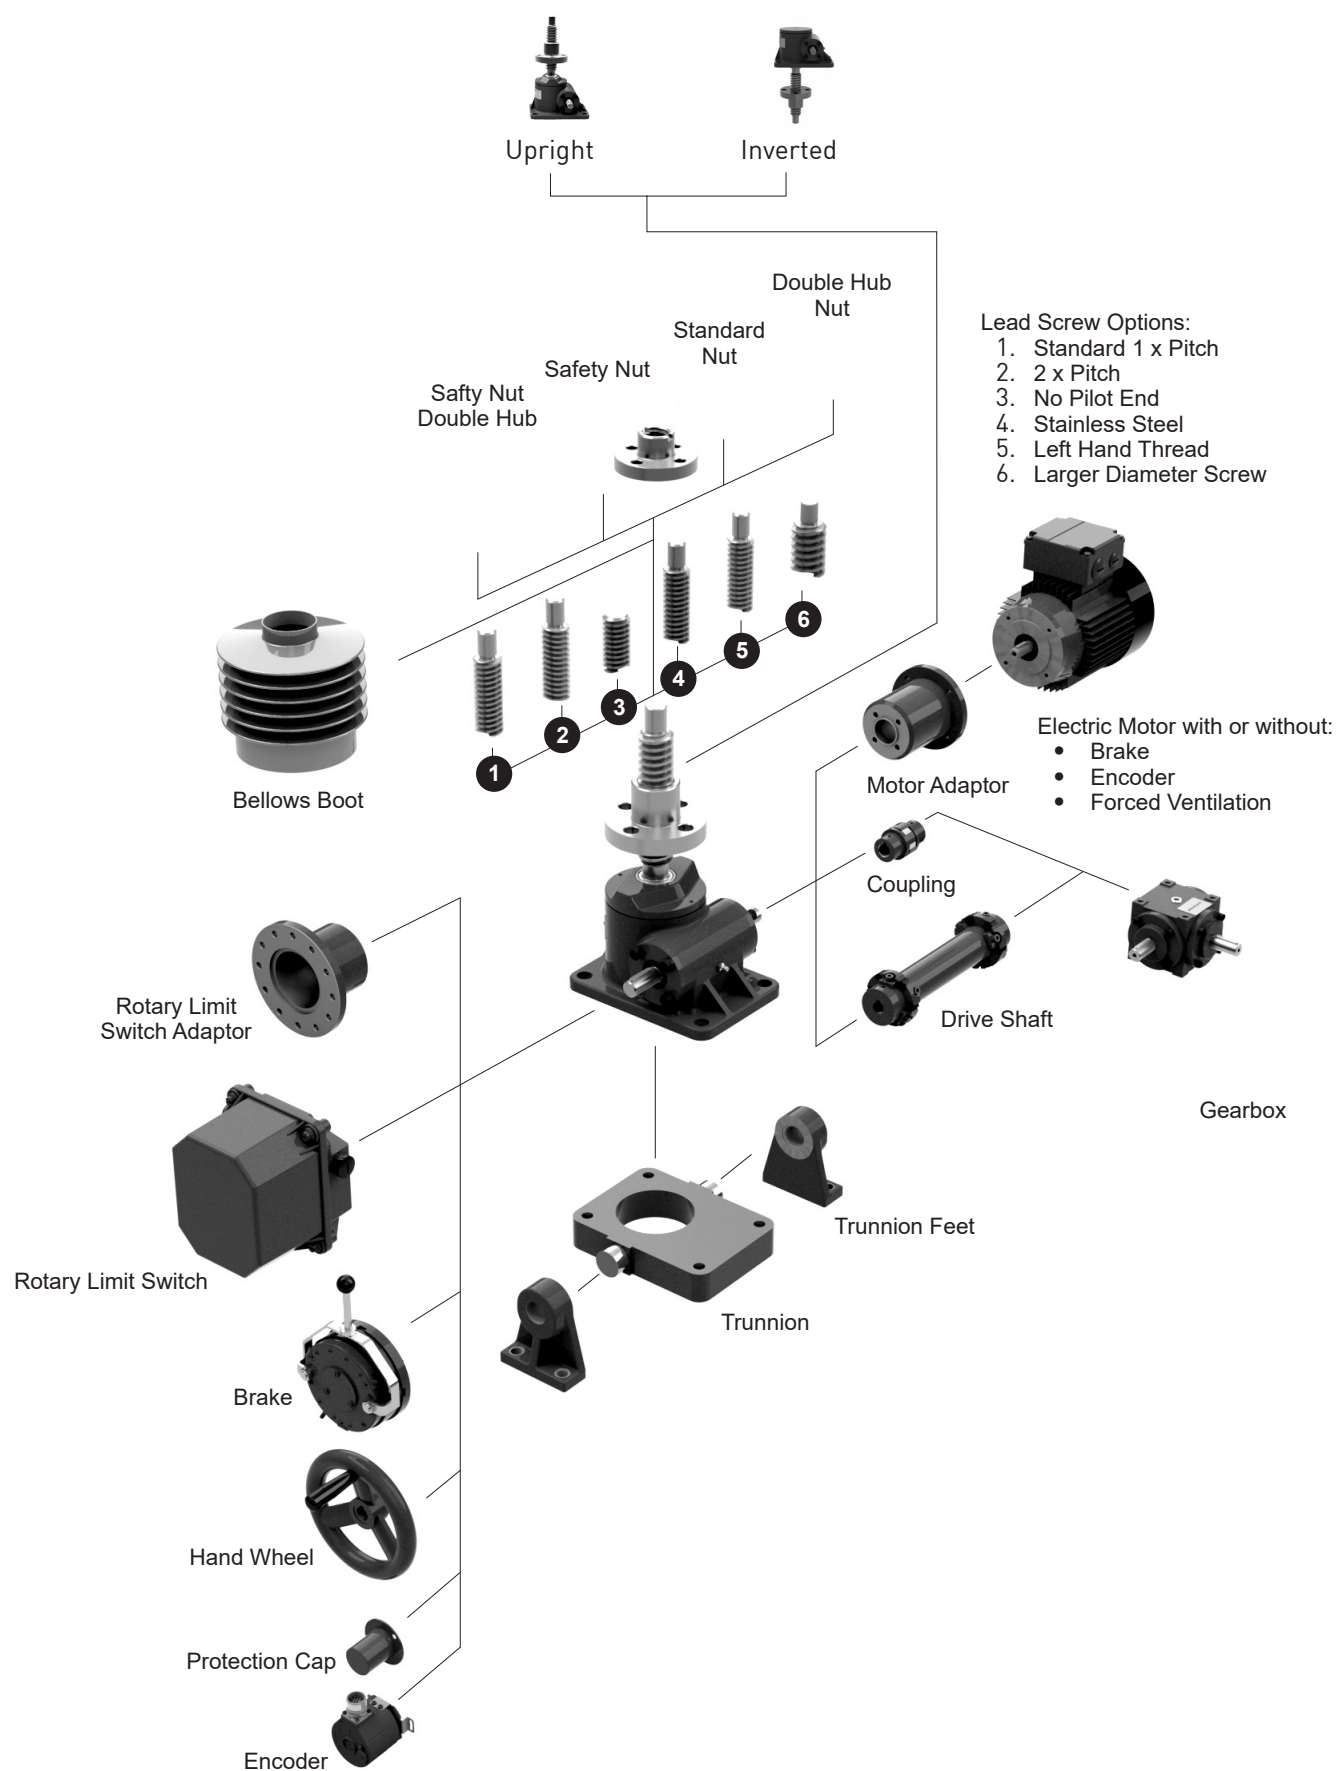 Upright
Inverted
Double Hub
Nut
Standard
Nut
Safety Nut
Safty Nut
Double Hub
Lead Screw Options:
1. Standard 1 x Pitch
2. 2 x Pitch
3. No Pilot End
4. Stainless Steel
5. Left Hand Thread
6. Larger Diameter Screw
6
5
4
3
2
1
Bellows Boot
Electric Motor with or without:
• Brake
• Encoder
• Forced Ventilation
Motor Adaptor
Coupling
Rotary Limit
Switch Adaptor
Drive Shaft
Gearbox
Trunnion Feet
Rotary Limit Switch
Trunnion
Brake
Hand Wheel
Protection Cap
Encoder